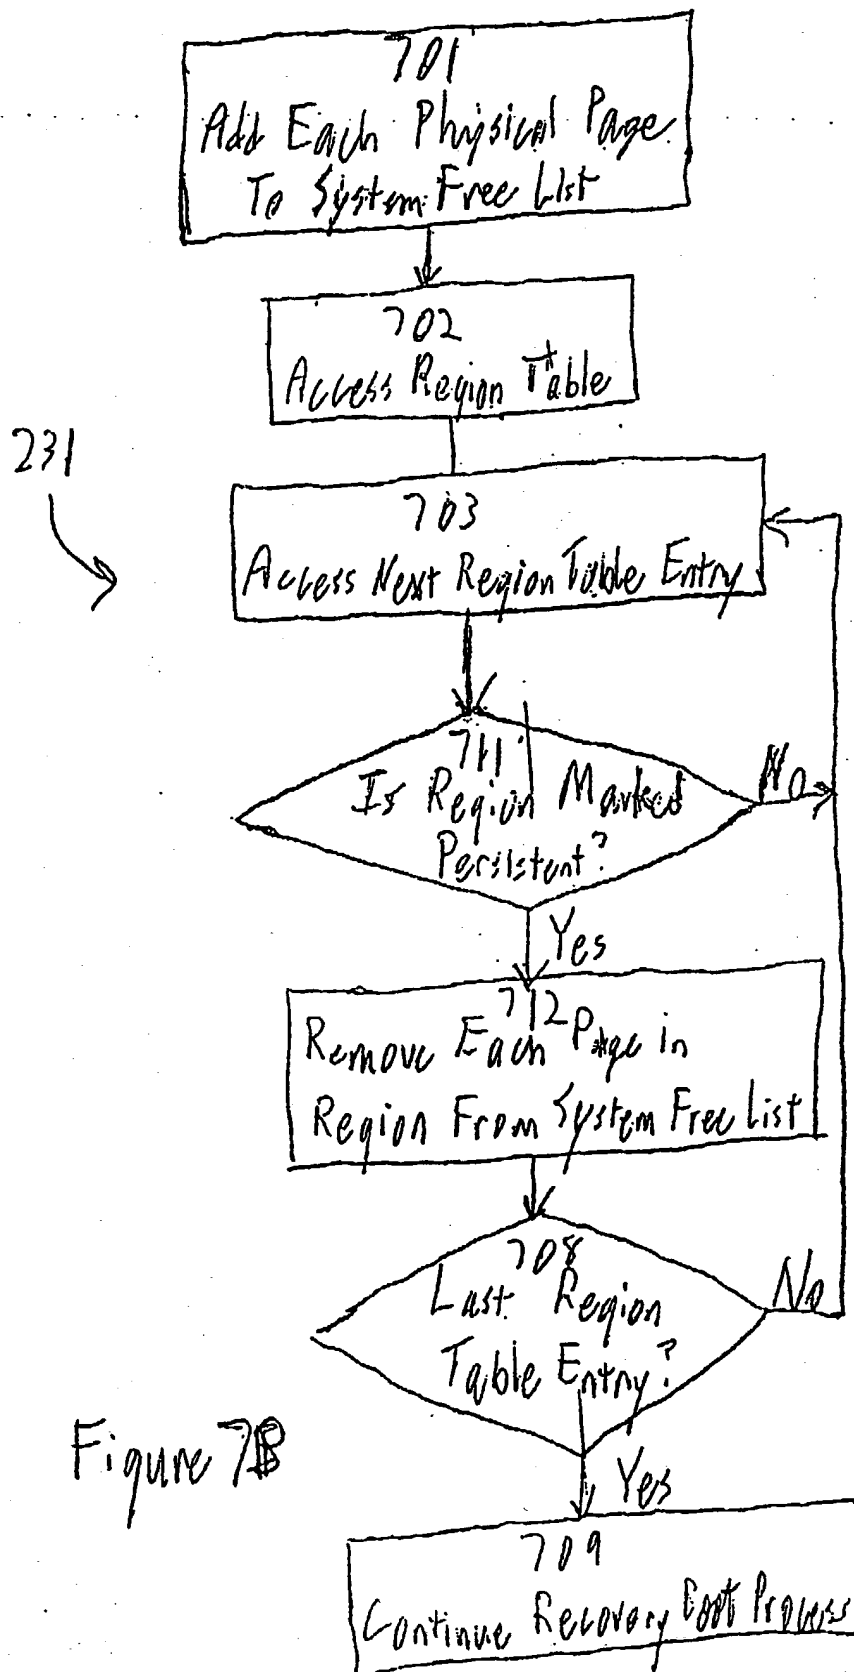 701
Add Each Physical Page
To System Free List
702
Access Region Table
231
703
Access Next Region Table Entry
711
Is Region Marked
Persistent?
No
Yes
712
Remove Each Page in
Region From System Free List
708
Last Region
Table Entry?
No
Figure 7B
Yes
709
Continue Recovery Boot Process